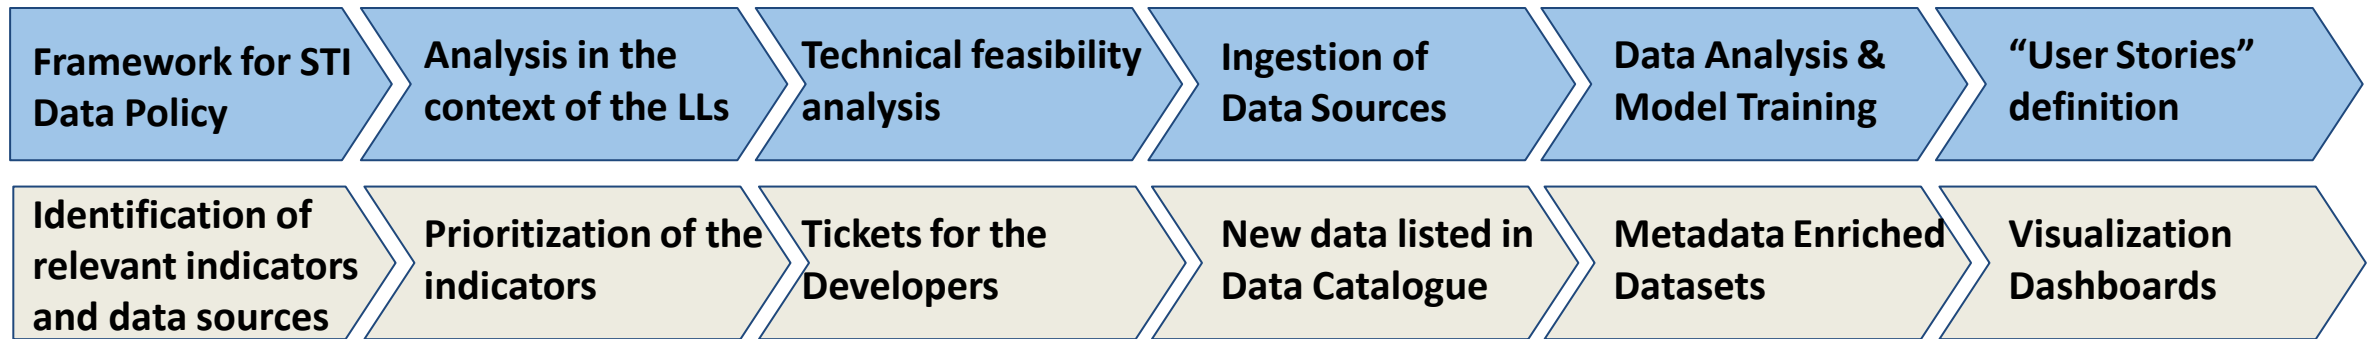 Framework for STI
Data Policy
Analysis in the
context of the LLs
Technical feasibility
analysis
Ingestion of
Data Sources
Data Analysis &
Model Training
“User Stories”
definition
Identification of
relevant indicators
and data sources
Prioritization of the
indicators
Tickets for the
Developers
New data listed in
Data Catalogue
Metadata Enriched
Datasets
Visualization
Dashboards